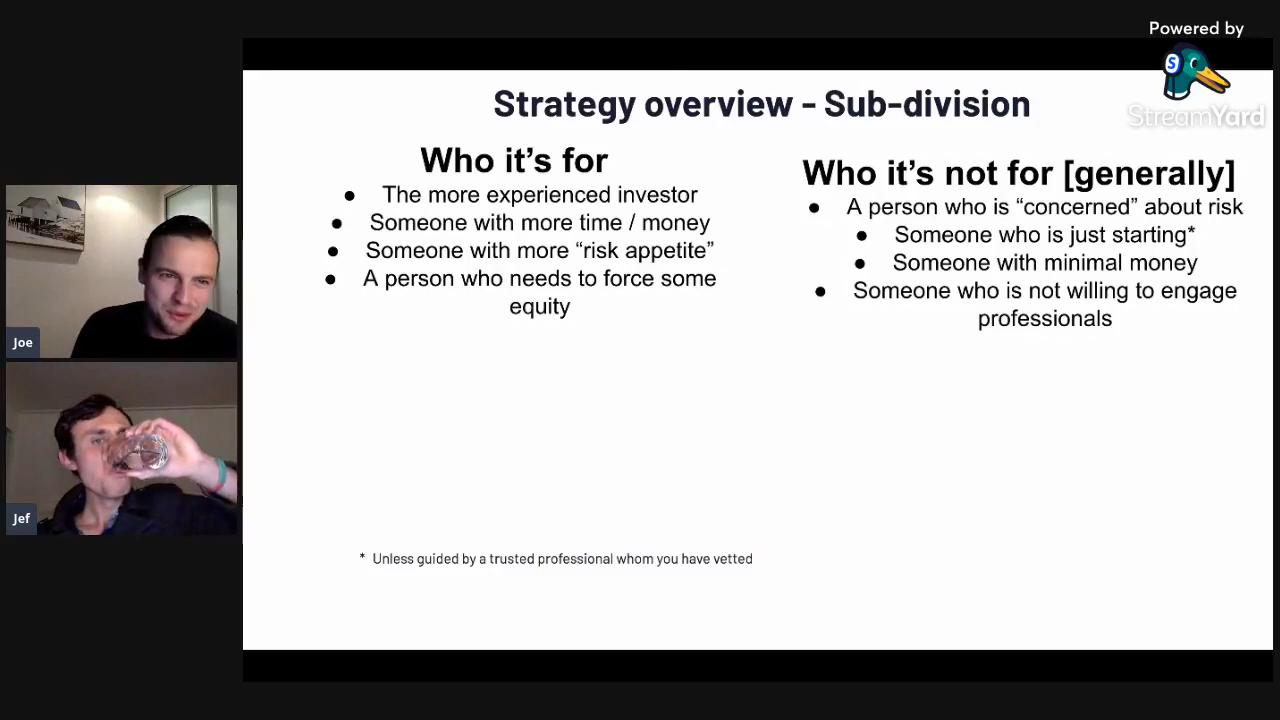 Powered by
StreamYard
Strategy overview - Sub-division
Who it's for
● The more experienced investor
● Someone with more time / money
● Someone with more “risk appetite”
● A person who needs to force some
equity
Who it's not for [generally]
● A person who is “concerned” about risk
● Someone who is just starting*
● Someone with minimal money
● Someone who is not willing to engage
professionals
* Unless guided by a trusted professional whom you have vetted
Joe
Jef
S